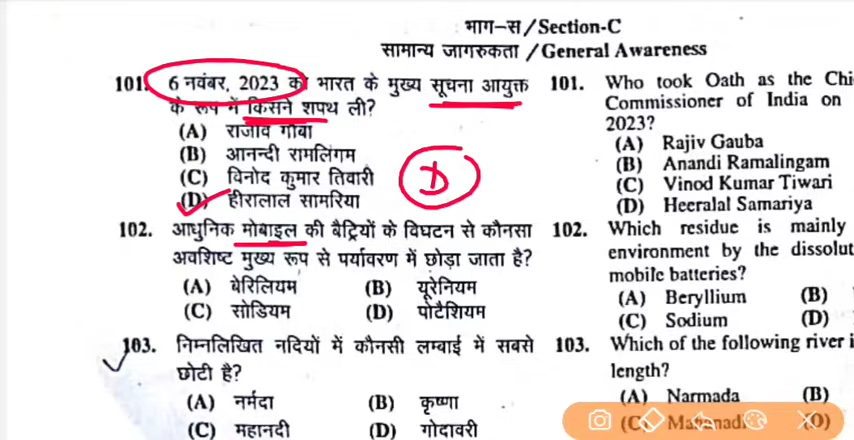 भाग-स/Section-C
सामान्य जागरुकता /General Awareness
101. 6 नवंबर, 2023 को भारत के मुख्य सूचना आयुक्त
के रूप में किसने शपथ ली?
(A) राजीव गौबा
(B) आनन्दी रामलिंगम
(C) विनोद कुमार तिवारी
(D) हीरालाल सामरिया
D
102. आधुनिक मोबाइल की बैट्रियों के विघटन से कौनसा
अवशिष्ट मुख्य रूप से पर्यावरण में छोड़ा जाता है?
(A) बेरिलियम (B) यूरेनियम
(C) सोडियम (D) पोटैशियम
103. निम्नलिखित नदियों में कौनसी लम्बाई में सबसे
छोटी है?
(A) नर्मदा (B) कृष्णा
(C) महानदी (D) गोदावरी
101. Who took Oath as the Chi
Commissioner of India on
2023?
(A) Rajiv Gauba
(B) Anandi Ramalingam
(C) Vinod Kumar Tiwari
(D) Heeralal Samariya
102. Which residue is mainly
environment by the dissolut
mobile batteries?
(A) Beryllium (B)
(C) Sodium (D)
103. Which of the following river i
length?
(A) Narmada (B)